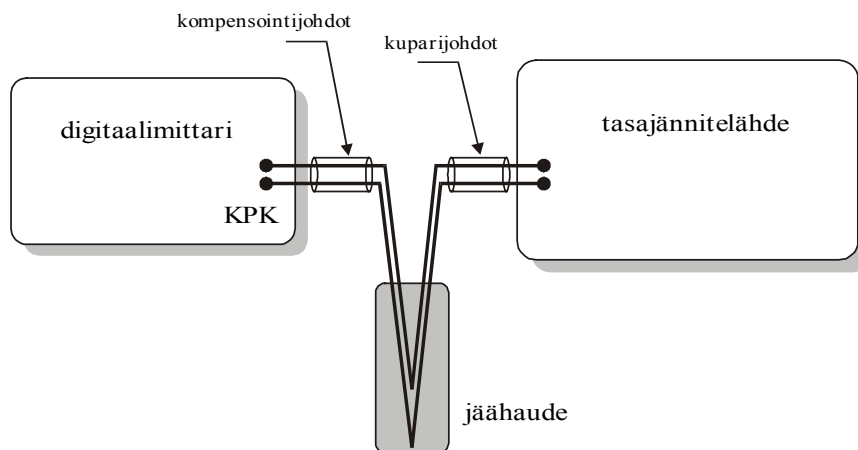 kompensointijohdot
kuparijohdot
digitaalimittari
tasajännitelähde
KPK
jäähaude